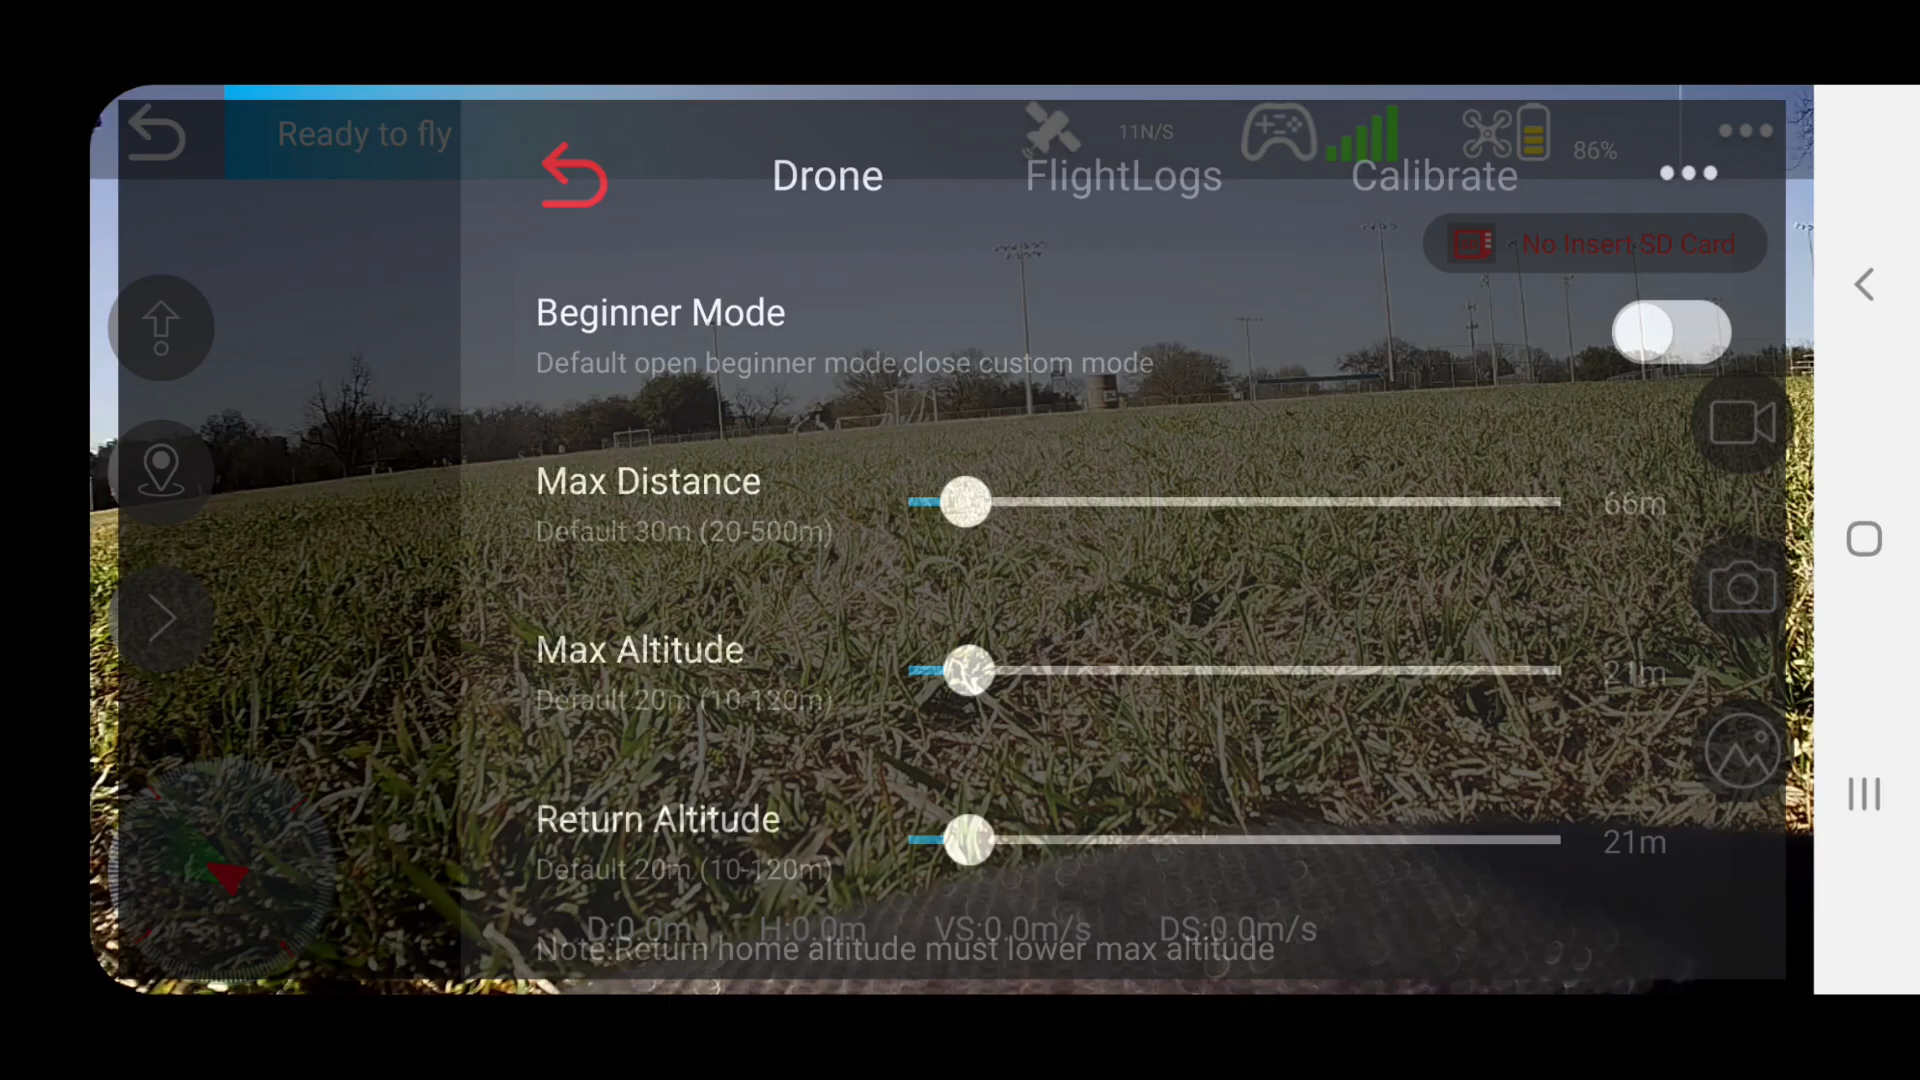 Ready to fly
11N/S
86%
Drone
FlightLogs
Calibrate
No Insert SD Card
Beginner Mode
Default open beginner mode,close custom mode
Max Distance
66m
Default 30m (20-500m)
Max Altitude
21m
Default 20m (10-120m)
Return Altitude
21m
Default 20m (10-120m)
D:0.0m H:0.0m VS:0.0m/s DS:0.0m/s
Note:Return home altitude must lower max altitude